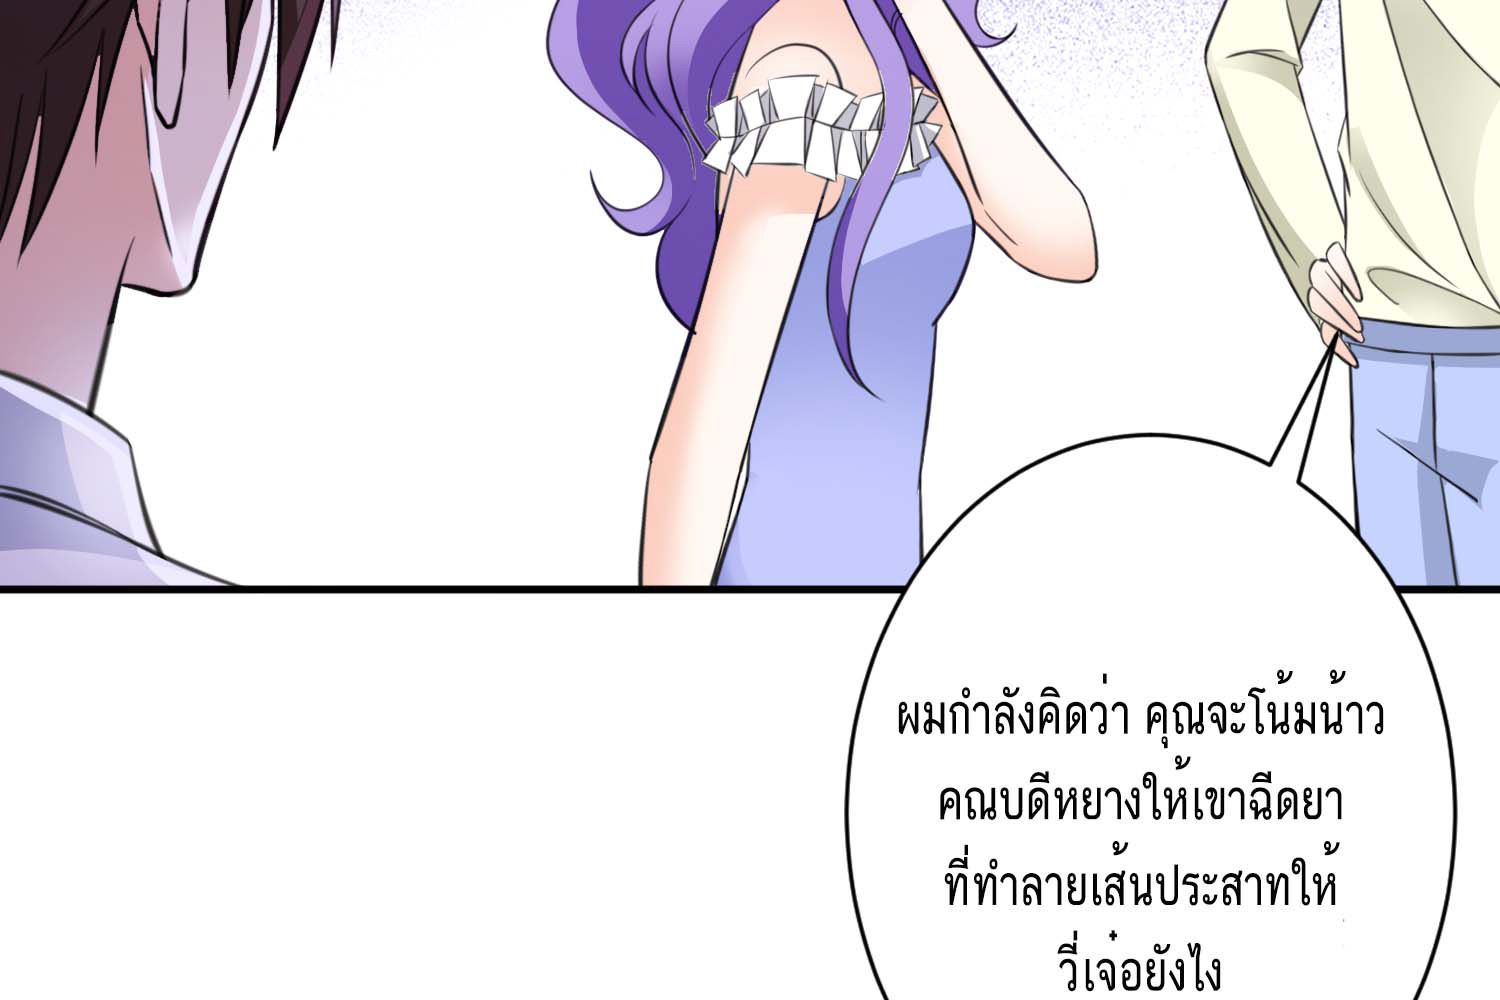 ผมกำลังคิดว่า คุณจะโน้มน้าว
คณบดีหยางให้เขาฉีดยา
ที่ทำลายเส้นประสาทให้
วี่เจ๋อยังไง